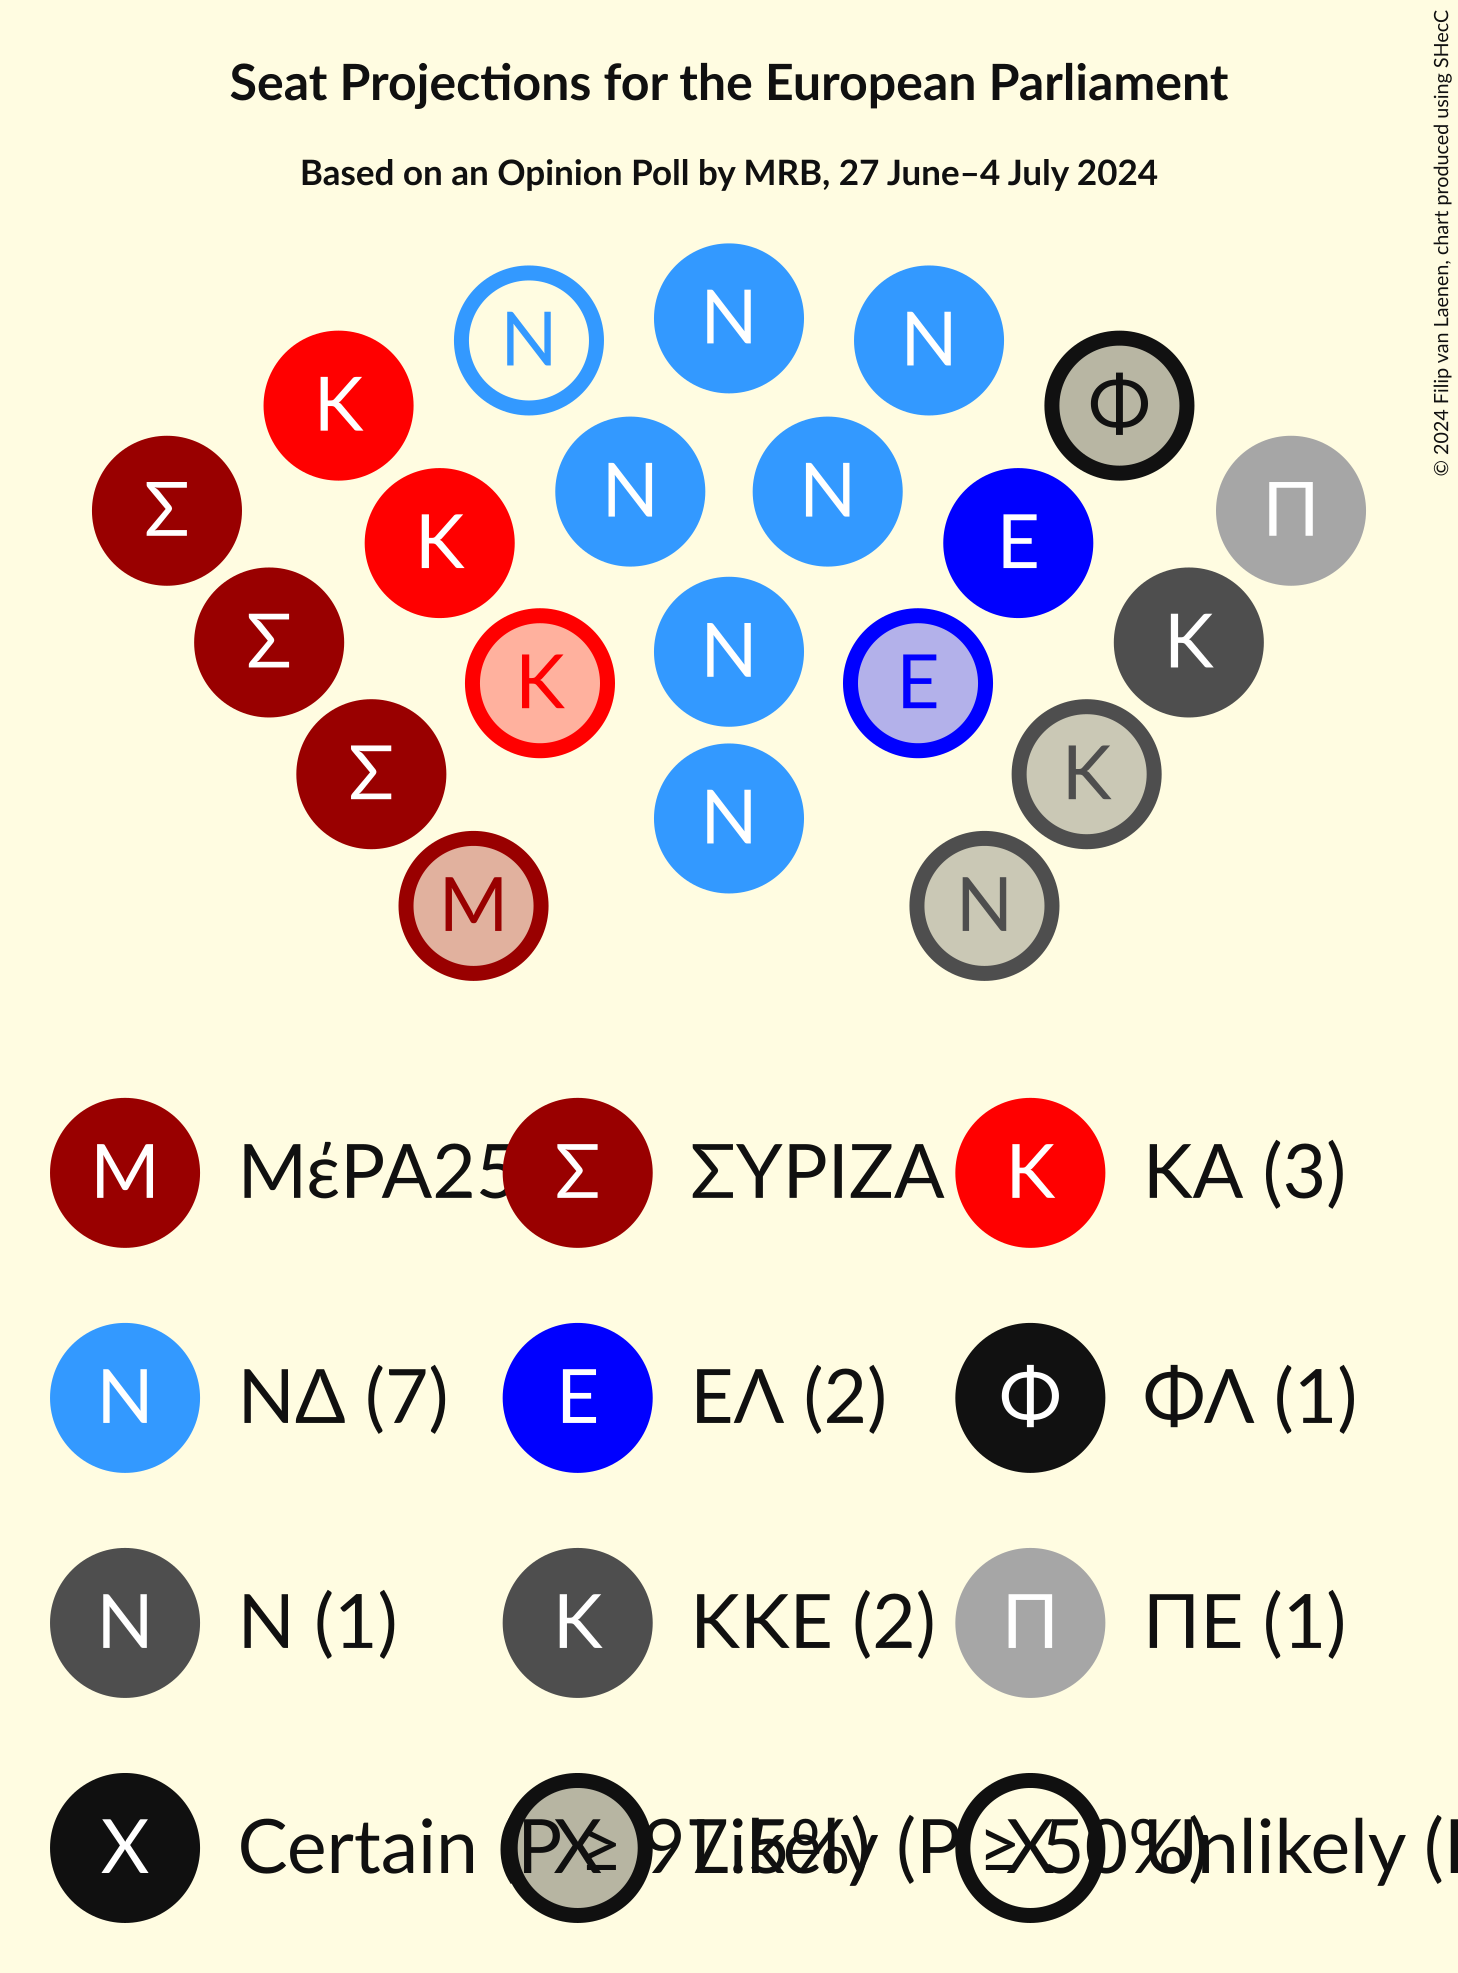 Seat Projections for the European Parliament
Based on an Opinion Poll by MRB, 27 June–4 July 2024
© 2024 Filip van Laenen, chart produced using SHecC
Ν
Ν Ν
Κ Φ
Σ Π
Ν Ν
Κ Ε
Σ Κ
Ν
Κ Ε
Σ Κ
Ν
Μ Ν
Μ ΜέΡΑ25 Σ ΣΥΡΙΖΑ Κ ΚΑ (3)
Ν ΝΔ (7) Ε ΕΛ (2) Φ ΦΛ (1)
Ν Ν (1) Κ ΚΚΕ (2) Π ΠΕ (1)
X Certain (P ≥ 97.5%) X Likely (P ≥ 50%) X Unlikely